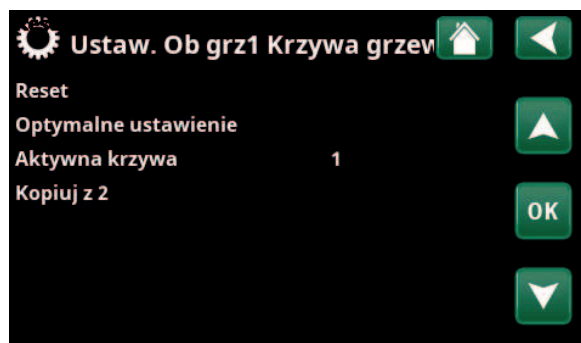 Ustaw. Ob grz1 Krzywa grzew
Reset
Optymalne ustawienie
Aktywna krzywa 1
Kopiuj z 2
OK